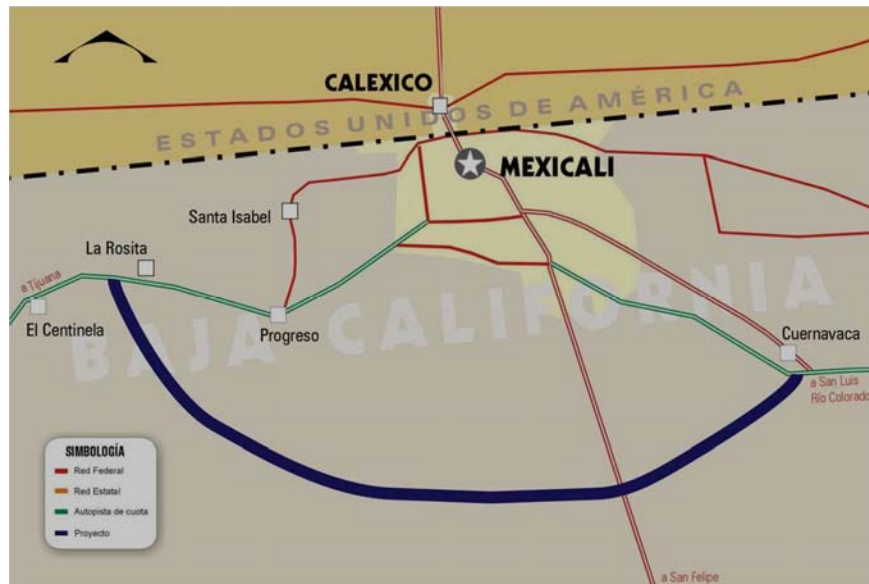 CALEXICO
ESTADOS UNIDOS DE AMÉRICA
MEXICALI
Santa Isabel
La Rosita
a Tijuana
El Centinela
Progreso
BAJA CALIFORNIA
Cuernavaca
a San Luis
Río Colorado
SIMBOLOGÍA
Red Federal
Red Estatal
Autopista de cuota
Proyecto
a San Felipe